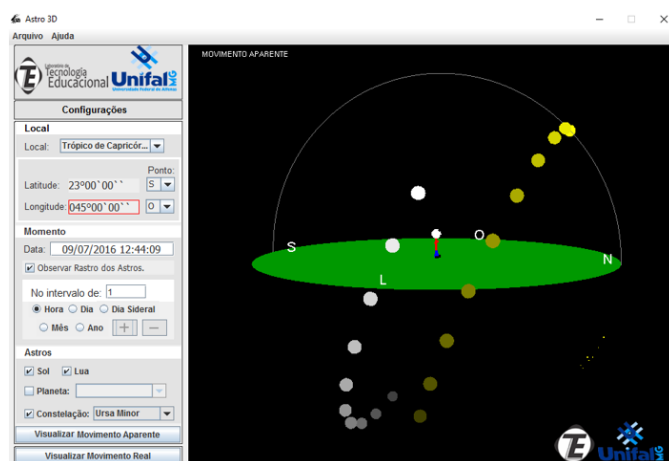 Astro 3D
Arquivo Ajuda
Laboratório de
Tecnologia
Educacional
Unifal MG
Universidade Federal de Alfenas
Configurações
Local
Local: Trópico de Capricór...
Ponto:
Latitude: 23º00`00`` S
Longitude: 045º00`00`` O
Momento
Data: 09/07/2016 12:44:09
Observar Rastro dos Astros.
No intervalo de: 1
Hora Dia Dia Sideral
Mês Ano + -
Astros
Sol Lua
Planeta:
Constelação: Ursa Minor
Visualizar Movimento Aparente
Visualizar Movimento Real
MOVIMENTO APARENTE
S
O
N
L
Unifal